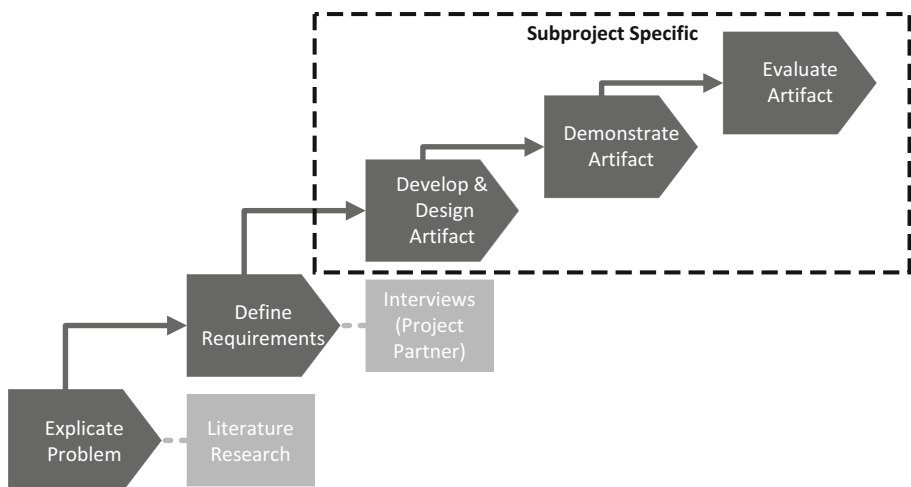 Subproject Specific
Evaluate
Artifact
Demonstrate
Artifact
Develop &
Design
Artifact
Define
Requirements
Interviews
(Project
Partner)
Explicate
Problem
Literature
Research